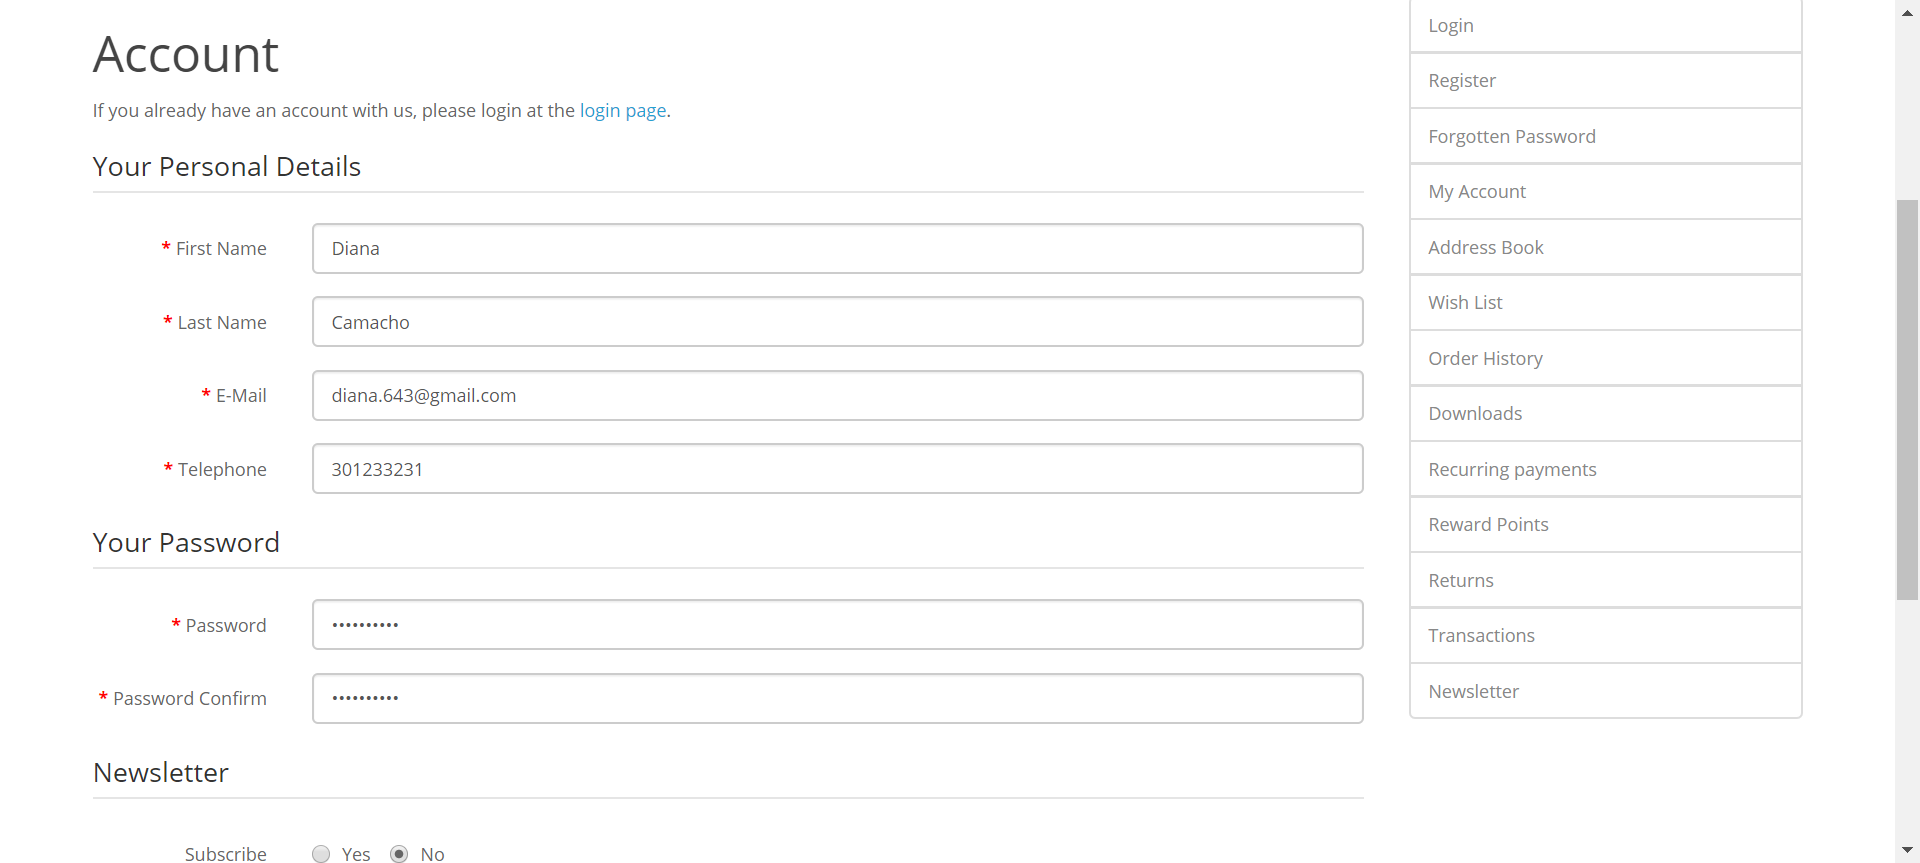 Account
If you already have an account with us, please login at the login page.
Your Personal Details
* First Name Diana
* Last Name Camacho
* E-Mail diana.643@gmail.com
* Telephone 301233231
Your Password
* Password ••••••••••
* Password Confirm ••••••••••
Newsletter
Subscribe Yes No
Login
Register
Forgotten Password
My Account
Address Book
Wish List
Order History
Downloads
Recurring payments
Reward Points
Returns
Transactions
Newsletter